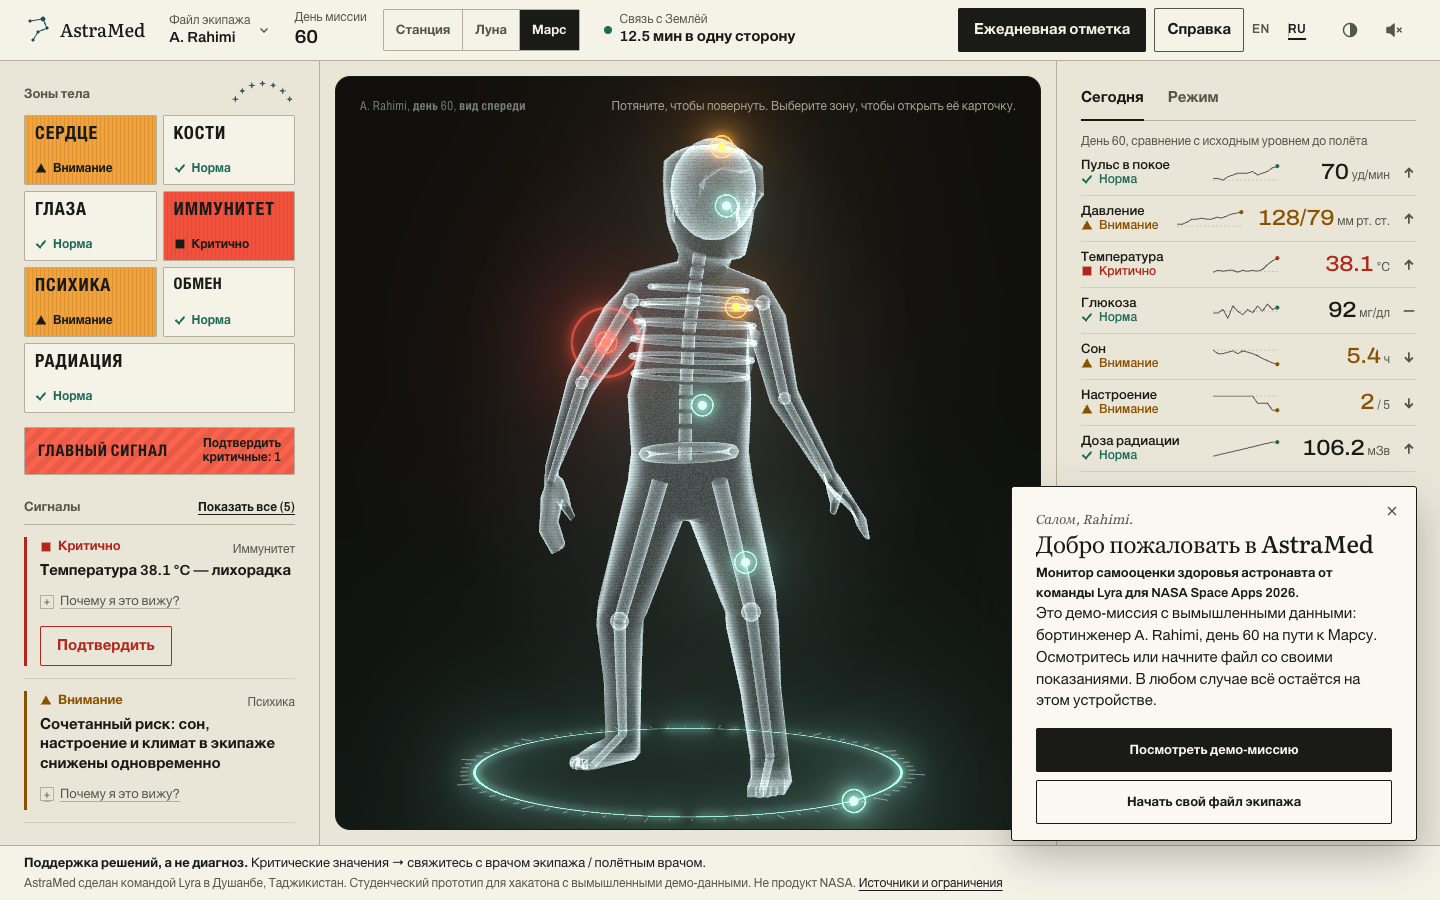 AstraMed
Файл экипажа
A. Rahimi
День миссии
60
Станция
Луна
Марс
Связь с Землёй
12.5 мин в одну сторону
Ежедневная отметка
Справка
EN
RU
Зоны тела
СЕРДЦЕ
Внимание
КОСТИ
Норма
ГЛАЗА
Норма
ИММУНИТЕТ
Критично
ПСИХИКА
Внимание
ОБМЕН
Норма
РАДИАЦИЯ
Норма
ГЛАВНЫЙ СИГНАЛ
Подтвердить
критичные: 1
Сигналы
Показать все (5)
Критично
Иммунитет
Температура 38.1 °C — лихорадка
Почему я это вижу?
Подтвердить
Внимание
Психика
Сочетанный риск: сон,
настроение и климат в экипаже
снижены одновременно
Почему я это вижу?
A. Rahimi, день 60, вид спереди
Потяните, чтобы повернуть. Выберите зону, чтобы открыть её карточку.
Сегодня
Режим
День 60, сравнение с исходным уровнем до полёта
Пульс в покое
Норма
70 уд/мин
Давление
Внимание
128/79 мм рт. ст.
Температура
Критично
38.1 °C
Глюкоза
Норма
92 мг/дл
Сон
Внимание
5.4 ч
Настроение
Внимание
2 / 5
Доза радиации
Норма
106.2 мЗв
Салом, Rahimi.
Добро пожаловать в AstraMed
Монитор самооценки здоровья астронавта от
команды Lyra для NASA Space Apps 2026.
Это демо-миссия с вымышленными данными:
бортинженер A. Rahimi, день 60 на пути к Марсу.
Осмотритесь или начните файл со своими
показаниями. В любом случае всё остаётся на
этом устройстве.
Посмотреть демо-миссию
Начать свой файл экипажа
Поддержка решений, а не диагноз. Критические значения → свяжитесь с врачом экипажа / полётным врачом.
AstraMed сделан командой Lyra в Душанбе, Таджикистан. Студенческий прототип для хакатона с вымышленными демо-данными. Не продукт NASA. Источники и ограничения